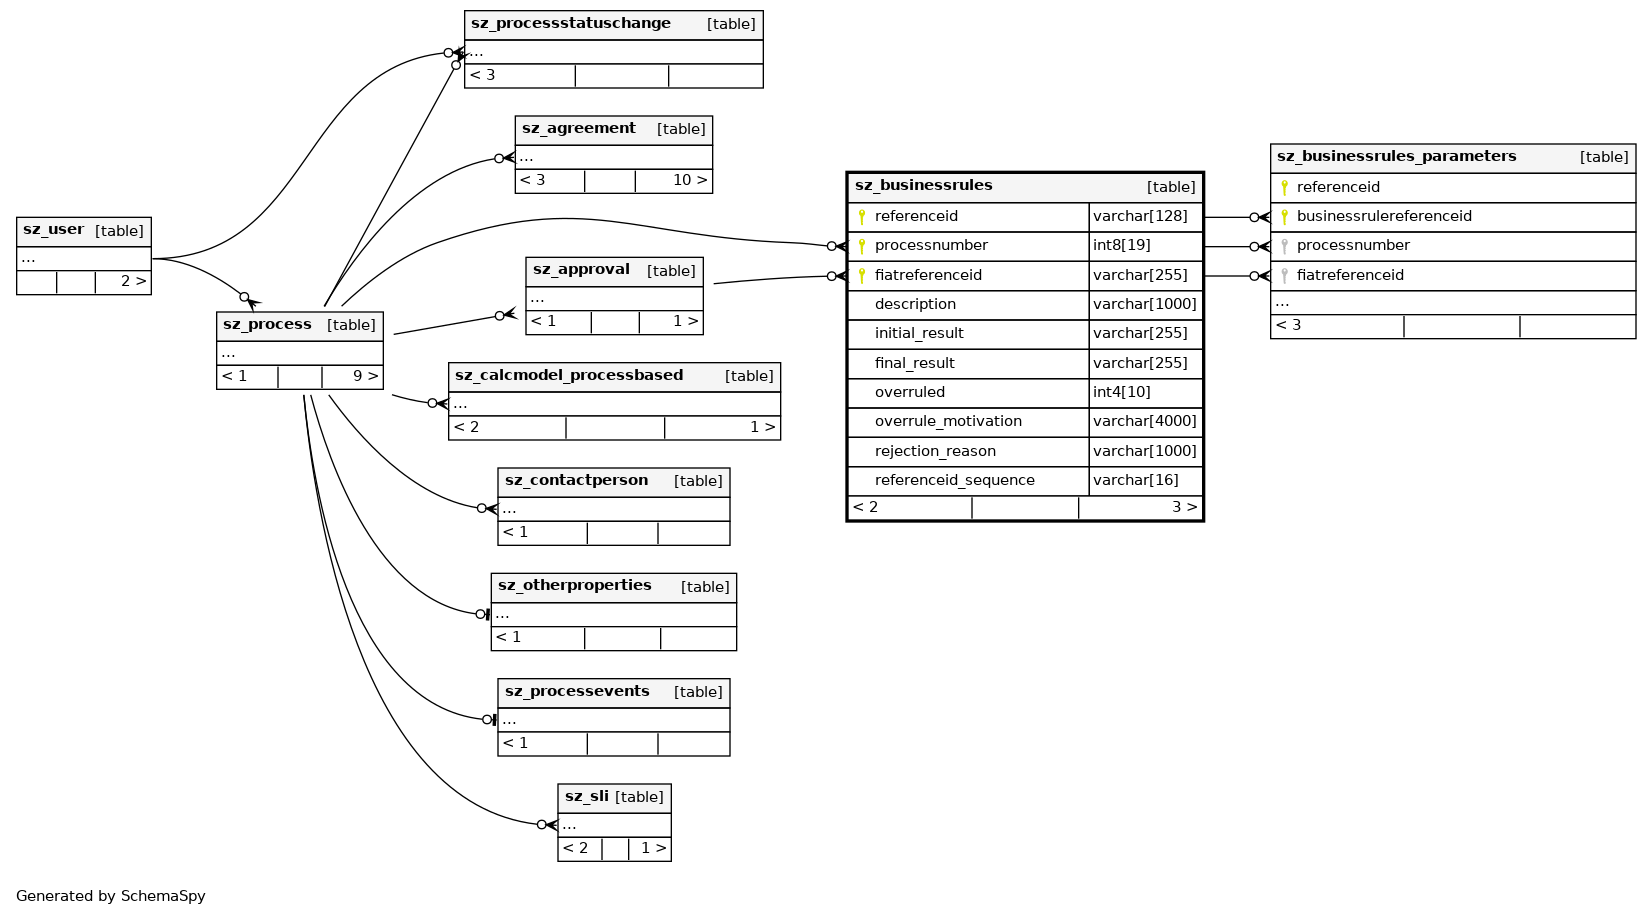 sz_processstatuschange [table]
...
< 3
sz_agreement [table]
...
< 3 10 >
sz_user [table]
...
2 >
sz_approval [table]
...
< 1 1 >
sz_process [table]
...
< 1 9 >
sz_calcmodel_processbased [table]
...
< 2 1 >
sz_contactperson [table]
...
< 1
sz_otherproperties [table]
...
< 1
sz_processevents [table]
...
< 1
sz_sli [table]
...
< 2 1 >
sz_businessrules [table]
referenceid varchar[128]
processnumber int8[19]
fiatreferenceid varchar[255]
description varchar[1000]
initial_result varchar[255]
final_result varchar[255]
overruled int4[10]
overrule_motivation varchar[4000]
rejection_reason varchar[1000]
referenceid_sequence varchar[16]
< 2 3 >
sz_businessrules_parameters [table]
referenceid
businessrulereferenceid
processnumber
fiatreferenceid
...
< 3
Generated by SchemaSpy